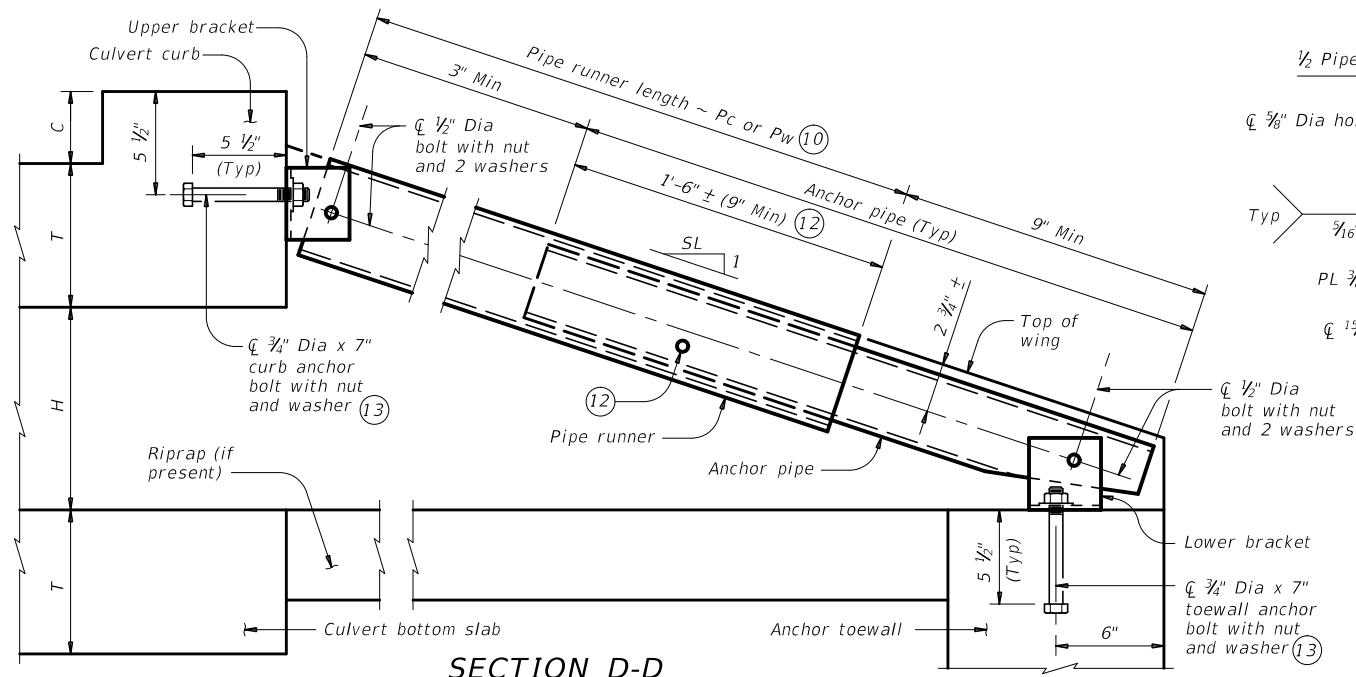 Upper bracket
Culvert curb
Pipe runner length ~ Pc or Pw 10
3" Min
℄ ½" Dia
bolt with nut
and 2 washers
C
5 ½"
5 ½"
(Typ)
T
Anchor pipe (Typ)
1'-6" ± (9" Min) 12
9" Min
SL
1
2 ¾" ±
Top of
wing
℄ ¾" Dia x 7"
curb anchor
bolt with nut
and washer 13
12
H
Pipe runner
Anchor pipe
℄ ½" Dia
bolt with nut
and 2 washers
Riprap (if
present)
T
5 ½"
(Typ)
Lower bracket
℄ ¾" Dia x 7"
toewall anchor
bolt with nut
and washer 13
Culvert bottom slab
Anchor toewall
6"
SECTION D-D
½ Pipe
℄ ⅝" Dia ho
Typ
5/16"
PL
℄ 15